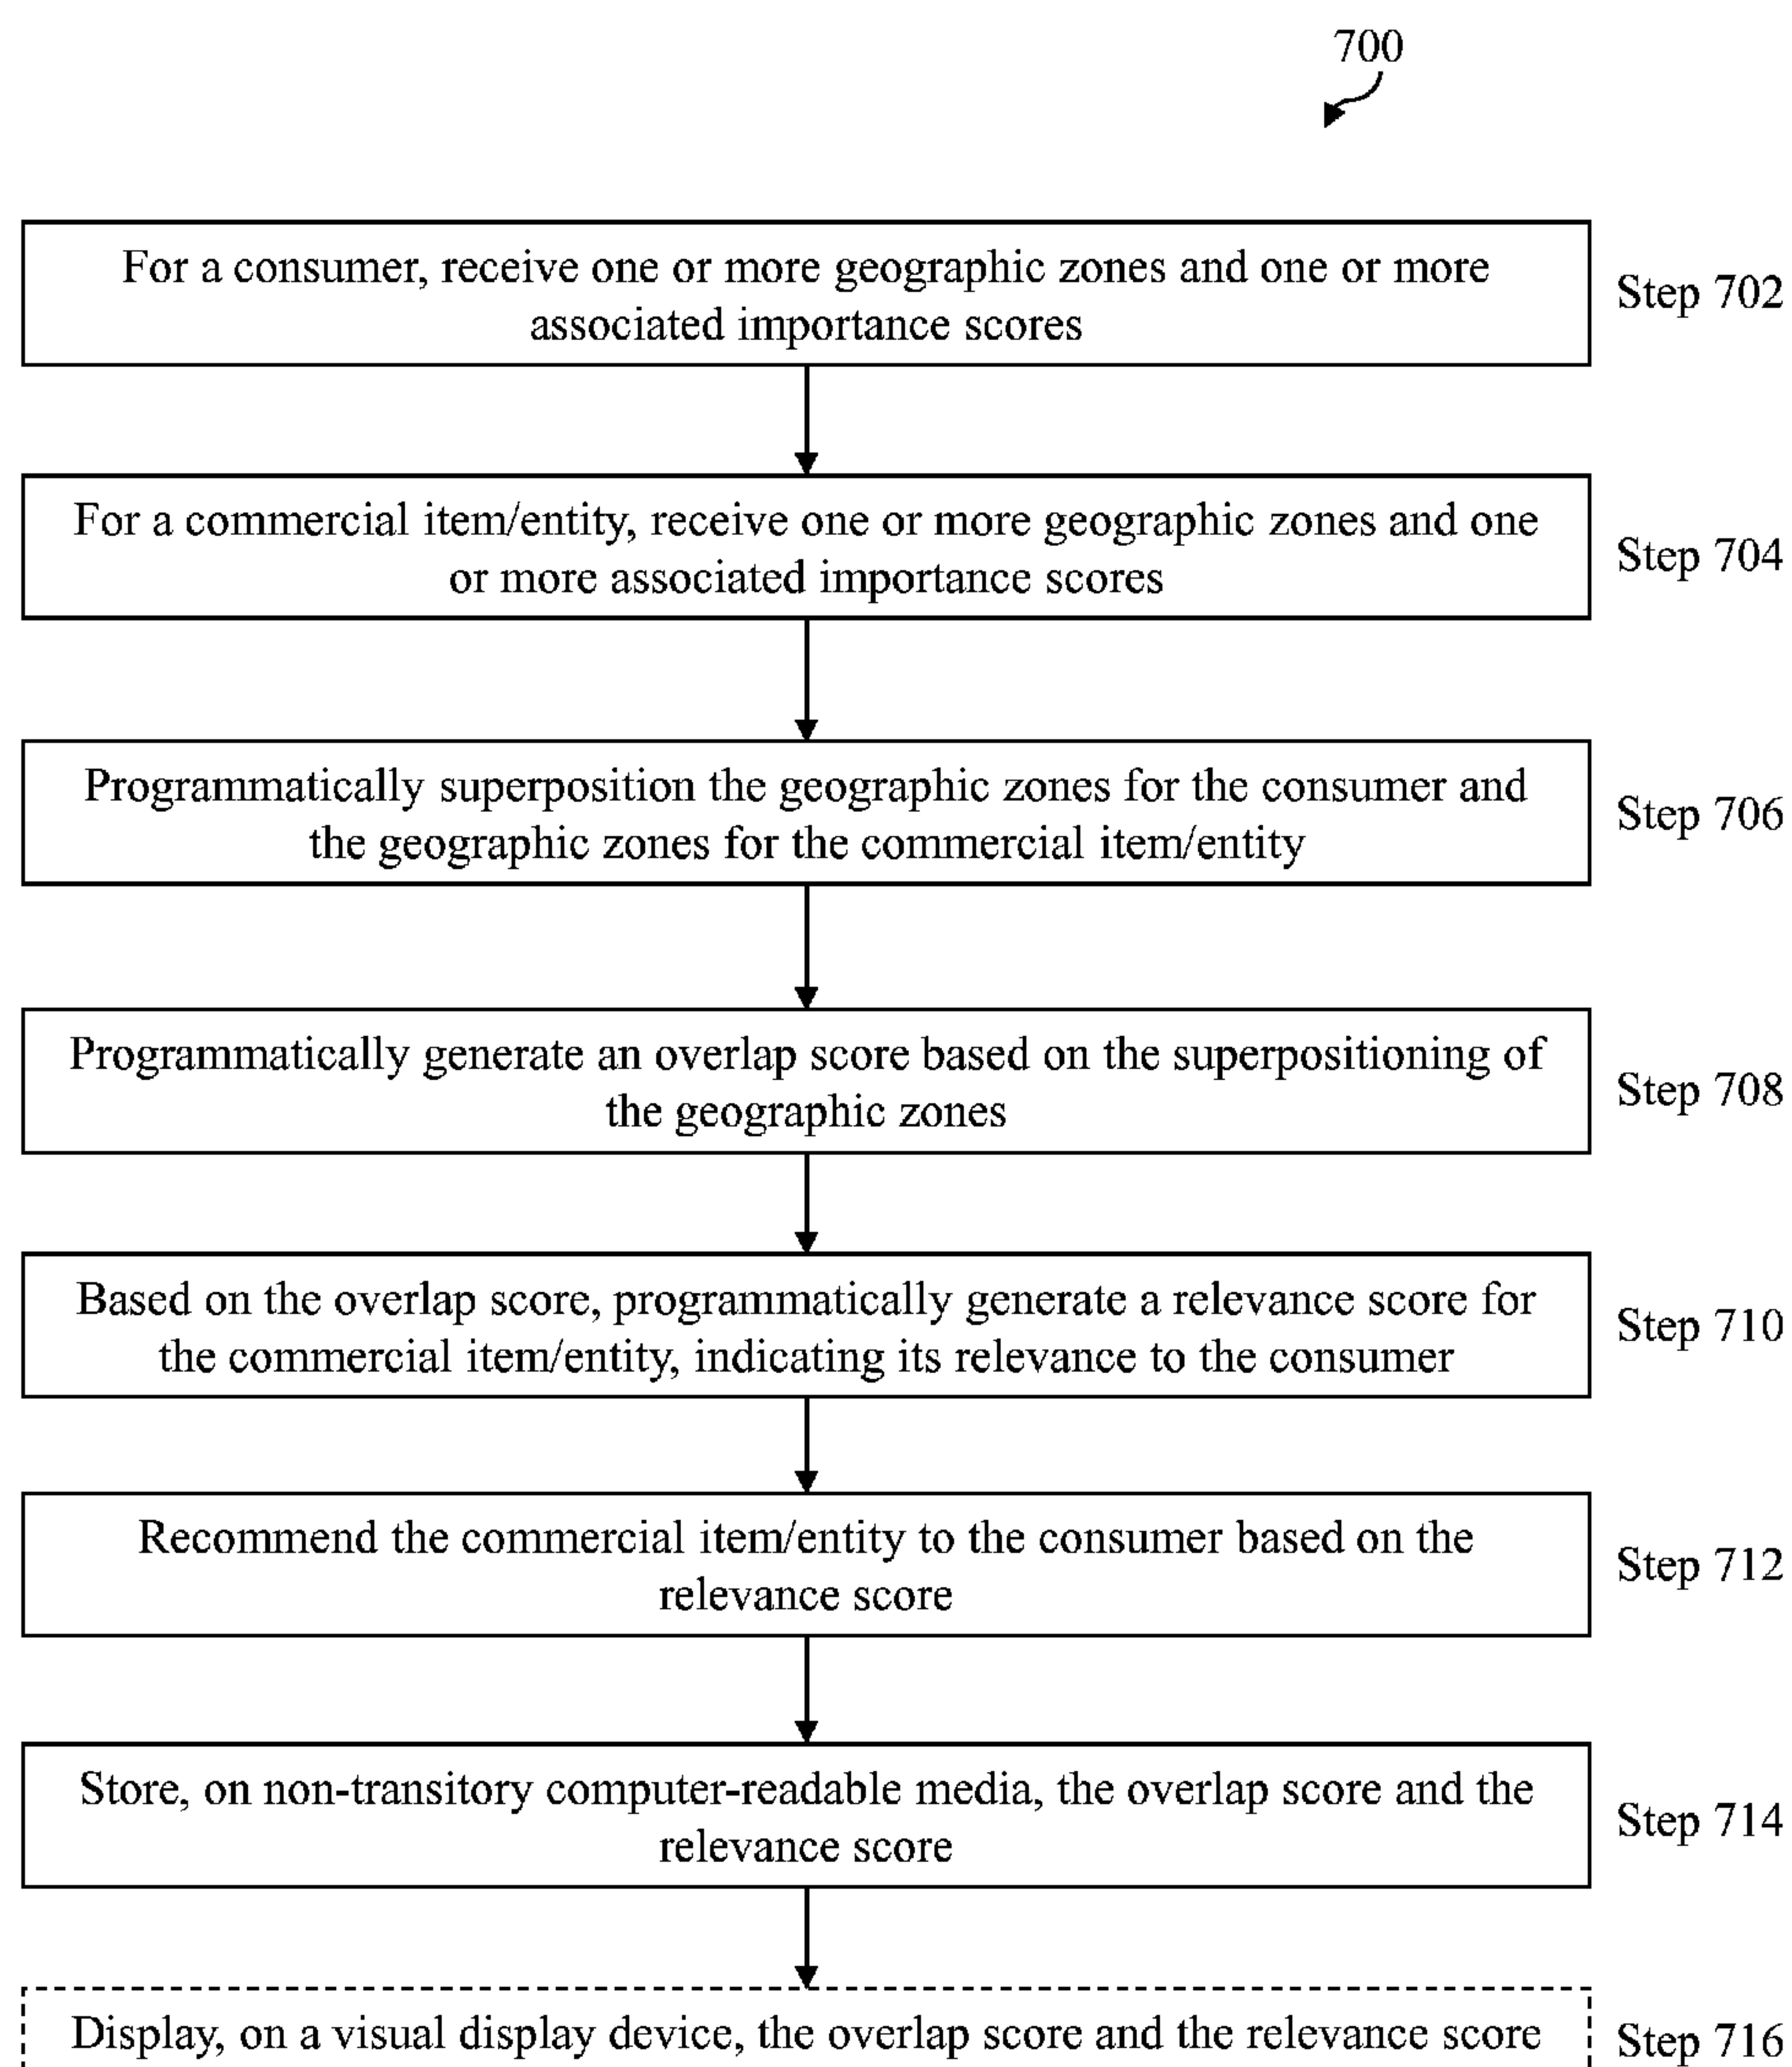 700
For a consumer, receive one or more geographic zones and one or more
associated importance scores
Step 702
For a commercial item/entity, receive one or more geographic zones and one
or more associated importance scores
Step 704
Programmatically superposition the geographic zones for the consumer and
the geographic zones for the commercial item/entity
Step 706
Programmatically generate an overlap score based on the superpositioning of
the geographic zones
Step 708
Based on the overlap score, programmatically generate a relevance score for
the commercial item/entity, indicating its relevance to the consumer
Step 710
Recommend the commercial item/entity to the consumer based on the
relevance score
Step 712
Store, on non-transitory computer-readable media, the overlap score and the
relevance score
Step 714
Display, on a visual display device, the overlap score and the relevance score
Step 716